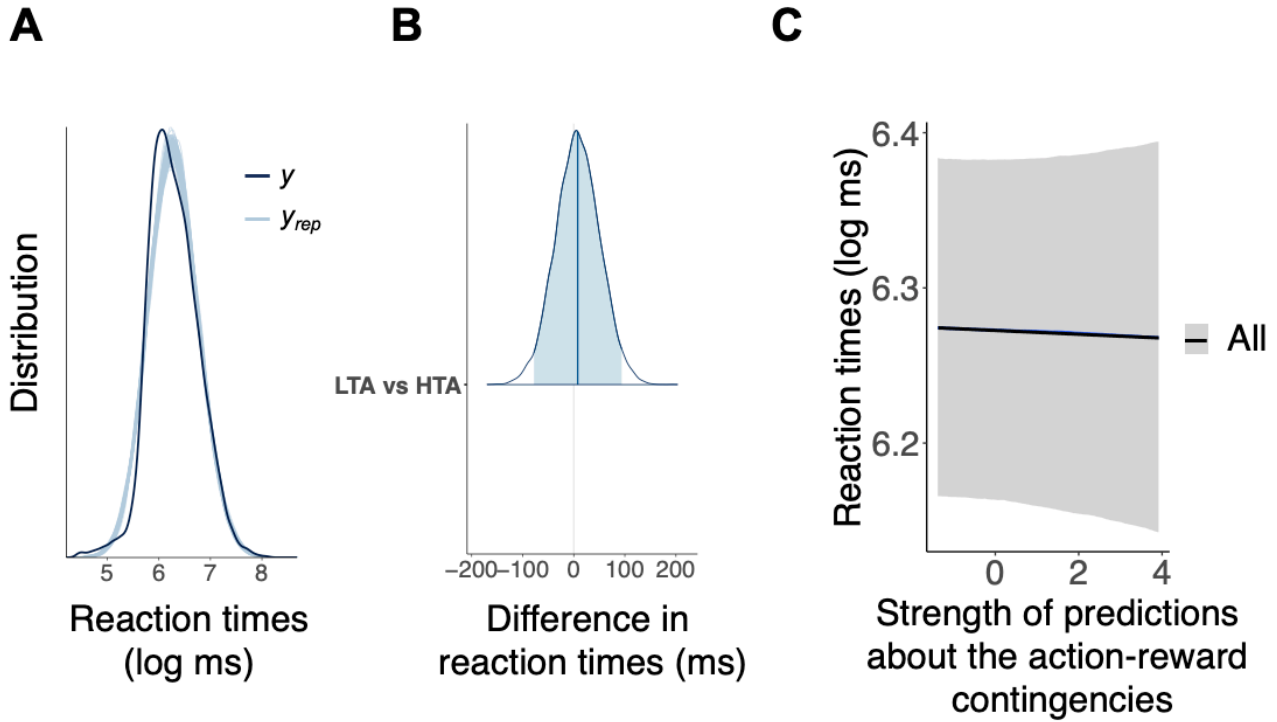 A
B
C
Distribution
y
yrep
5 6 7 8
Reaction times
(log ms)
LTA vs HTA
−200 −100 0 100 200
Difference in
reaction times (ms)
Reaction times (log ms)
6.4
6.3
6.2
0 2 4
Strength of predictions
about the action-reward
contingencies
All